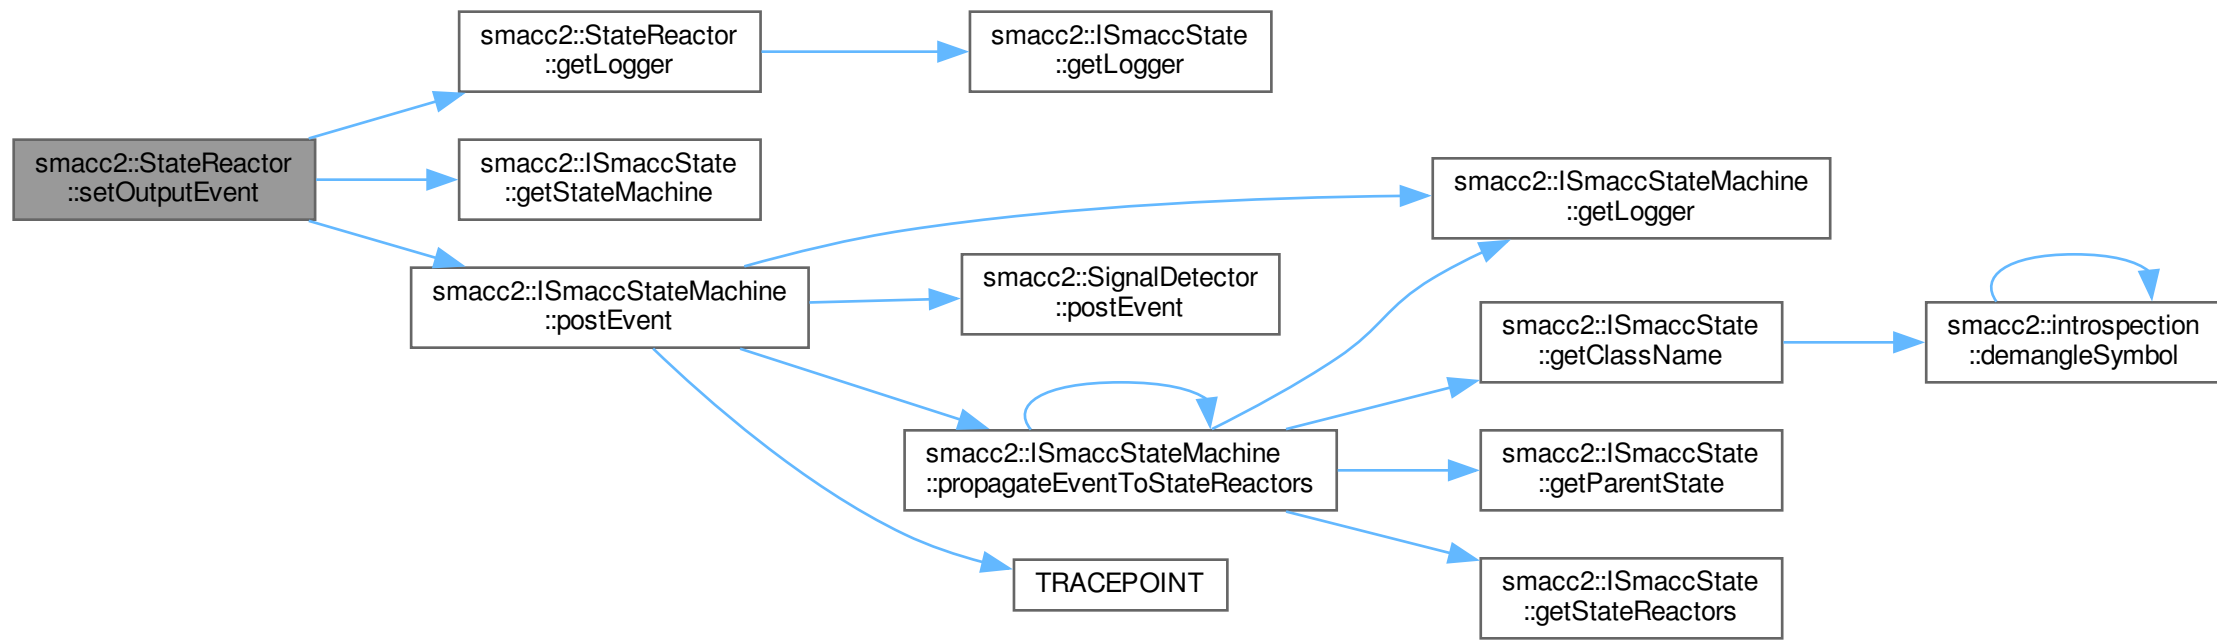 smacc2::StateReactor
::setOutputEvent
smacc2::StateReactor
::getLogger
smacc2::ISmaccState
::getLogger
smacc2::ISmaccState
::getStateMachine
smacc2::ISmaccStateMachine
::postEvent
smacc2::ISmaccStateMachine
::getLogger
smacc2::SignalDetector
::postEvent
smacc2::ISmaccStateMachine
::propagateEventToStateReactors
TRACEPOINT
smacc2::ISmaccState
::getClassName
smacc2::introspection
::demangleSymbol
smacc2::ISmaccState
::getParentState
smacc2::ISmaccState
::getStateReactors